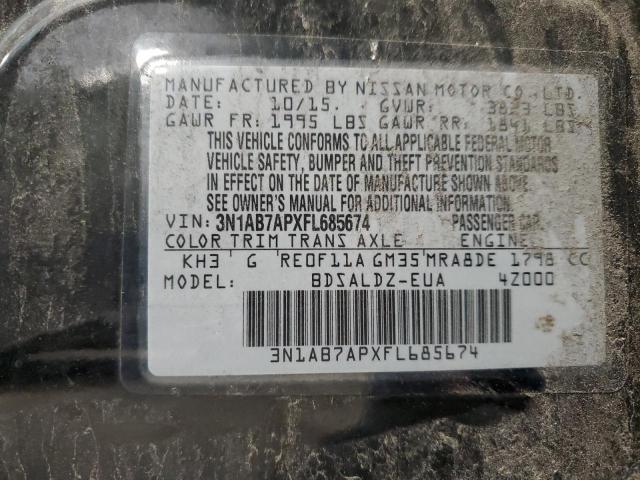 MANUFACTURED BY NISSAN MOTOR CO., LTD.
DATE: 10/15. GVWR: LBS
GAWR FR: 1995 LBS GAWR RR: 1841 LBS
THIS VEHICLE CONFORMS TO ALL APPLICABLE FEDERAL MOTOR
VEHICLE SAFETY, BUMPER AND THEFT PREVENTION STANDARDS
IN EFFECT ON THE DATE OF MANUFACTURE SHOWN ABOVE.
SEE OWNER'S MANUAL FOR ADDITIONAL INFORMATION.
VIN: 3N1AB7APXFL685674 PASSENGER CAR
COLOR TRIM TRANS AXLE ENGINE
KH3 G RE0F11A GM35 MRA8DE 1798 CC
MODEL: BDSALDZ-EUA 4Z000
3N1AB7APXFL685674